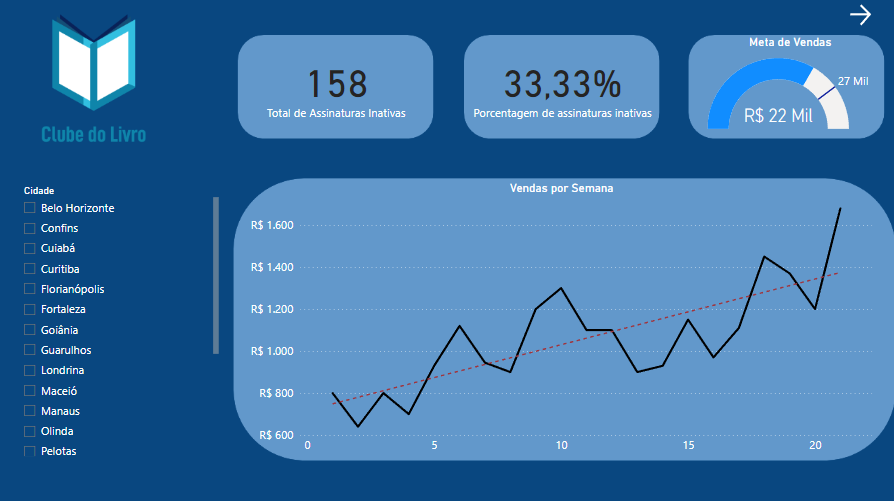 Clube do Livro
158
Total de Assinaturas Inativas
33,33%
Porcentagem de assinaturas inativas
Meta de Vendas
27 Mil
R$ 22 Mil
Cidade
Belo Horizonte
Confins
Cuiabá
Curitiba
Florianópolis
Fortaleza
Goiânia
Guarulhos
Londrina
Maceió
Manaus
Olinda
Pelotas
Vendas por Semana
R$ 1.600
R$ 1.400
R$ 1.200
R$ 1.000
R$ 800
R$ 600
0 5 10 15 20